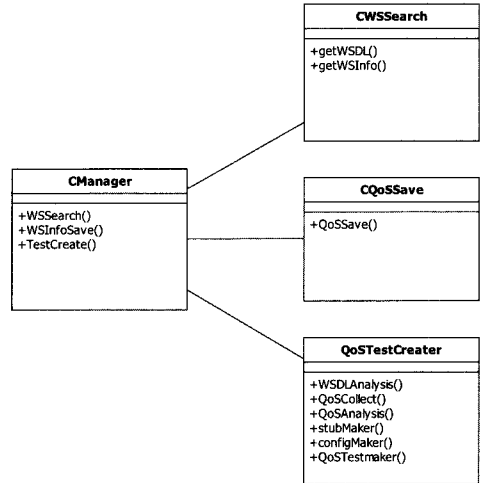 CWSSearch
+getWSDL()
+getWSInfo()
CManager
+WSSearch()
+WSInfoSave()
+TestCreate()
CQoSSave
+QoSSave()
QoSTestCreater
+WSDLAnalysis()
+QoSCollect()
+QoSAnalysis()
+stubMaker()
+configMaker()
+QoSTestmaker()